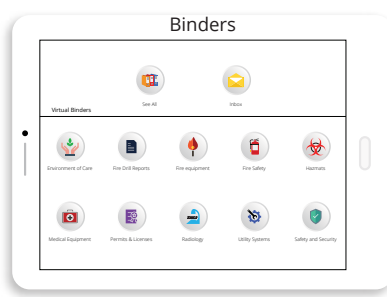 Binders
See All
Inbox
Virtual Binders
Environment of Care
Fire Drill Reports
Fire equipment
Fire Safety
Hazmats
Medical Equipment
Permits & Licenses
Radiology
Utility Systems
Safety and Security